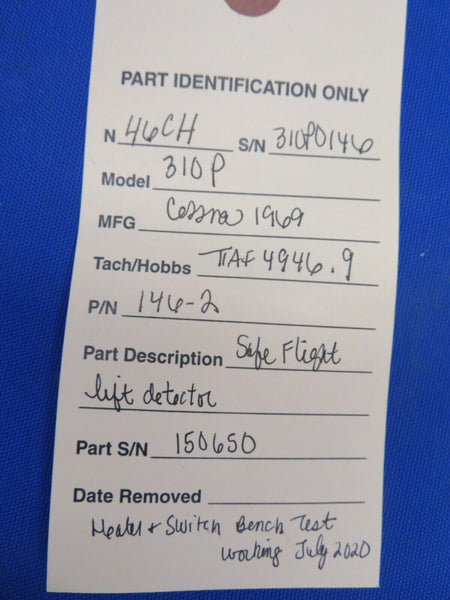 PART IDENTIFICATION ONLY
N 46CH S/N 310P0146
Model 310P
MFG Cessna 1969
Tach/Hobbs TTAF 4946.9
P/N 146-2
Part Description Safe Flight
lift detector
Part S/N 150650
Date Removed
Heater + Switch Bench Test
working July 2020